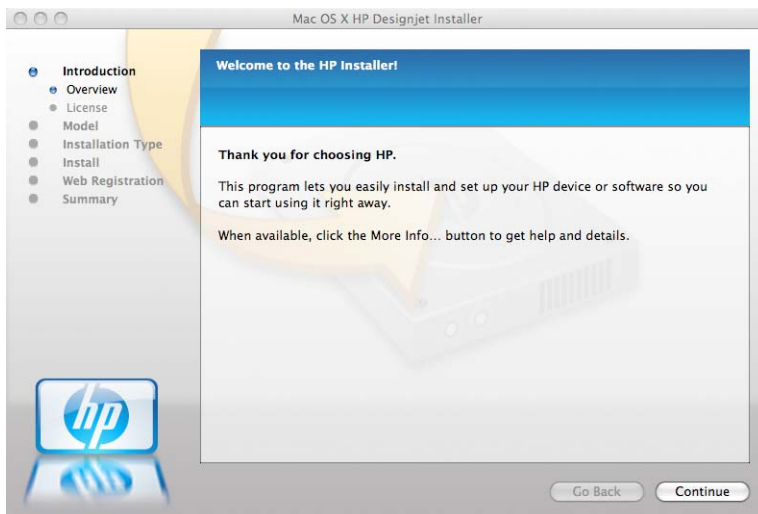 Mac OS X HP Designjet Installer
Introduction
Overview
License
Model
Installation Type
Install
Web Registration
Summary
Welcome to the HP Installer!
Thank you for choosing HP.
This program lets you easily install and set up your HP device or software so you
can start using it right away.
When available, click the More Info... button to get help and details.
hp
Go Back
Continue